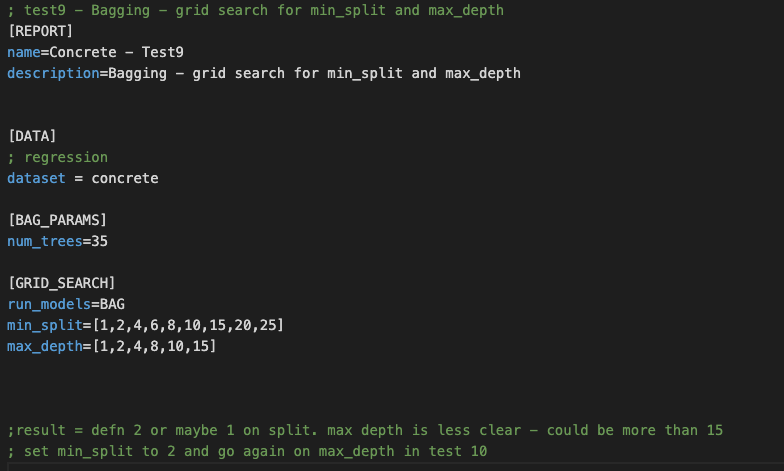 ; test9 - Bagging - grid search for min_split and max_depth
[REPORT]
name=Concrete - Test9
description=Bagging - grid search for min_split and max_depth
[DATA]
; regression
dataset = concrete
[BAG_PARAMS]
num_trees=35
[GRID_SEARCH]
run_models=BAG
min_split=[1,2,4,6,8,10,15,20,25]
max_depth=[1,2,4,8,10,15]
;result = defn 2 or maybe 1 on split. max depth is less clear - could be more than 15
; set min_split to 2 and go again on max_depth in test 10